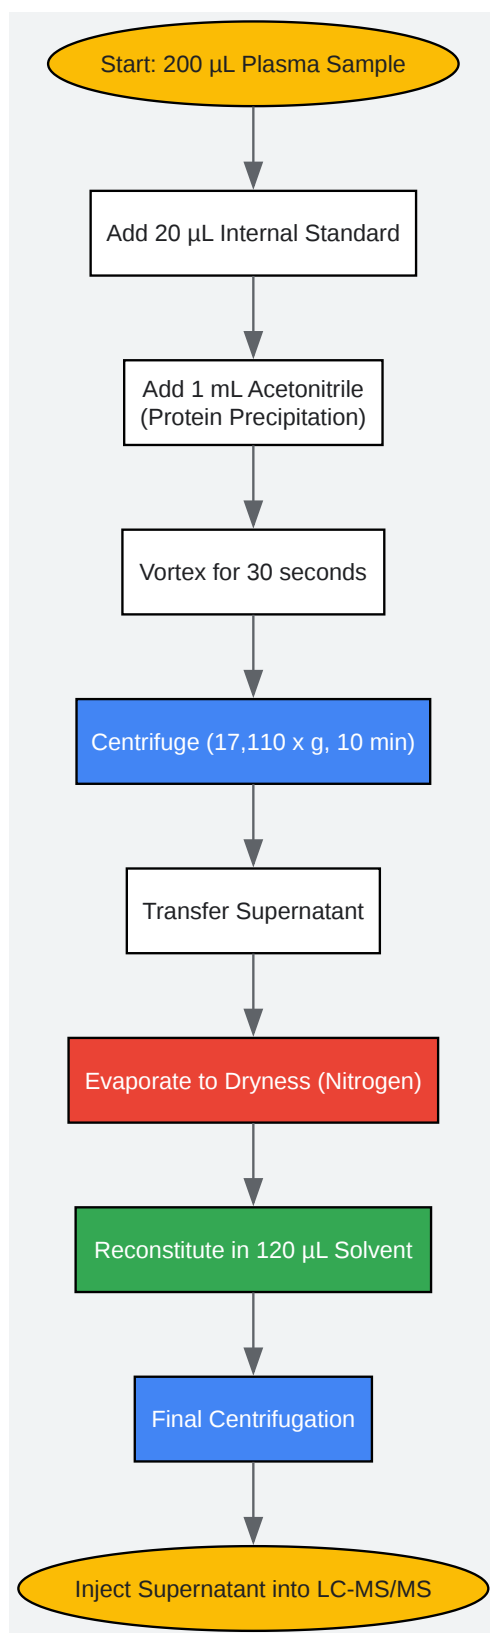 Start: 200 µL Plasma Sample
Add 20 µL Internal Standard
Add 1 mL Acetonitrile
(Protein Precipitation)
Vortex for 30 seconds
Centrifuge (17,110 x g, 10 min)
Transfer Supernatant
Evaporate to Dryness (Nitrogen)
Reconstitute in 120 µL Solvent
Final Centrifugation
Inject Supernatant into LC-MS/MS